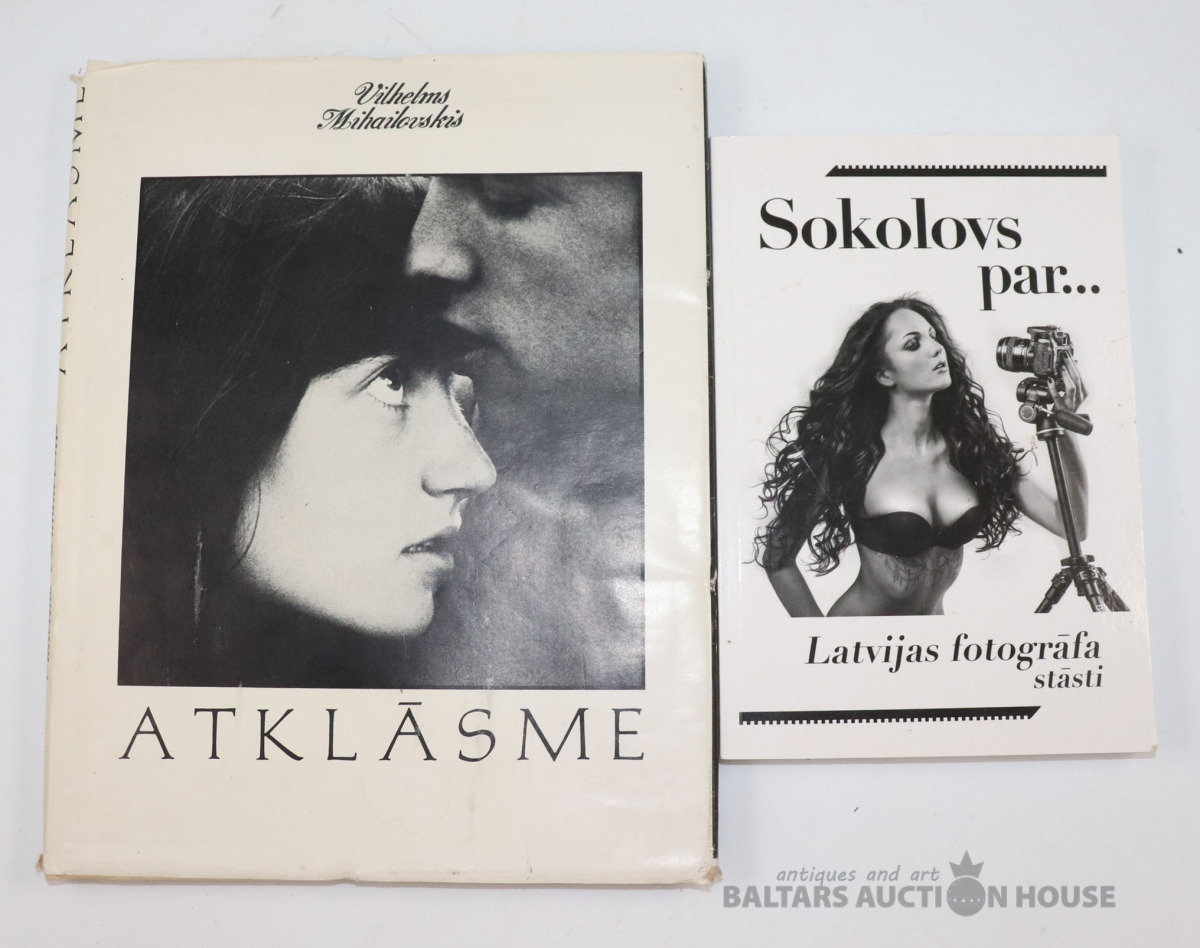 Vilhelms
Mihailovskis
ATKLĀSME
ATKLĀSME
Sokolovs
par...
Latvijas fotogrāfa
stāsti
antiques and art
BALTARS AUCTION HOUSE